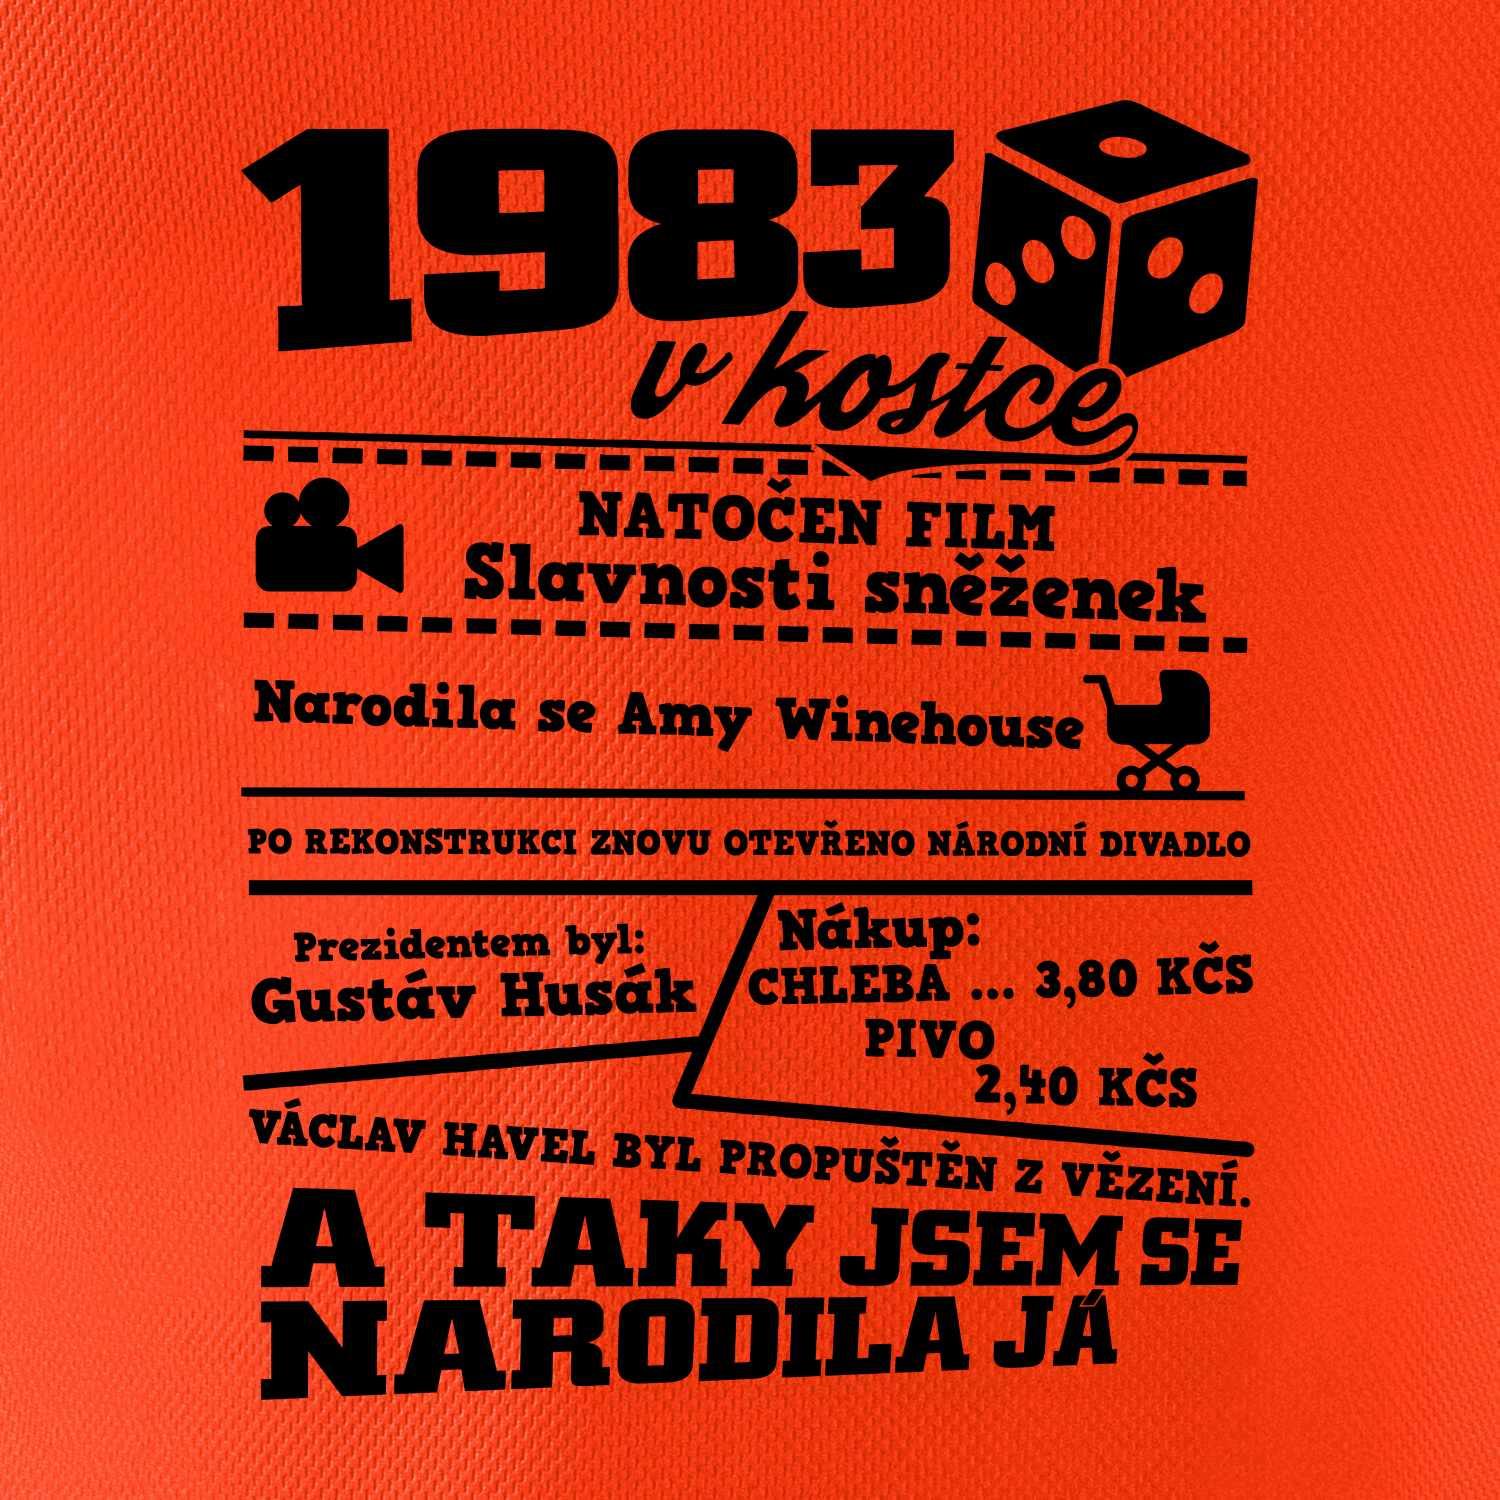 1983
v kostce
NATOČEN FILM
Slavnosti sněženek
Narodila se Amy Winehouse
PO REKONSTRUKCI ZNOVU OTEVŘENO NÁRODNÍ DIVADLO
Prezidentem byl:
Gustáv Husák
Nákup:
CHLEBA ... 3,80 KČS
PIVO
2,40 KČS
VÁCLAV HAVEL BYL PROPUŠTĚN Z VĚZENÍ.
A TAKY JSEM SE
NARODILA JÁ